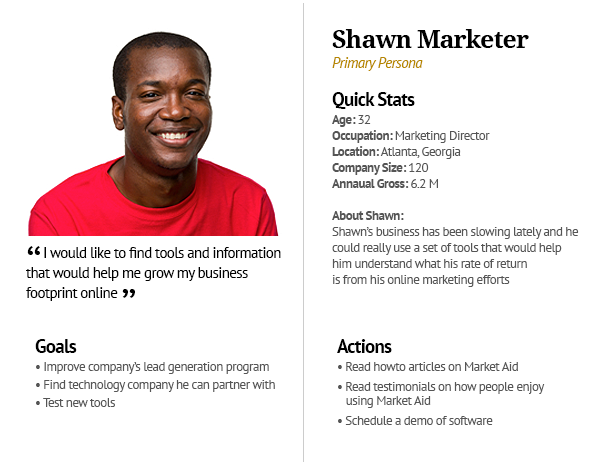 “ I would like to find tools and information
that would help me grow my business
footprint online ”
Goals
• Improve company’s lead generation program
• Find technology company he can partner with
• Test new tools
Shawn Marketer
Primary Persona
Quick Stats
Age: 32
Occupation: Marketing Director
Location: Atlanta, Georgia
Company Size: 120
Annaual Gross: 6.2 M
About Shawn:
Shawn’s business has been slowing lately and he
could really use a set of tools that would help
him understand what his rate of return
is from his online marketing efforts
Actions
• Read howto articles on Market Aid
• Read testimonials on how people enjoy
using Market Aid
• Schedule a demo of software